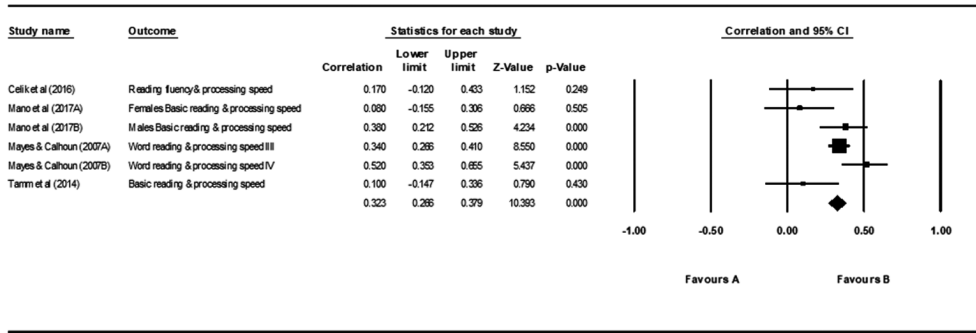 Study name Outcome Statistics for each study Correlation and 95% CI
Lower Upper
Correlation limit limit Z-Value p-Value
Celik et al (2016) Reading fluency & processing speed 0.170 -0.120 0.433 1.152 0.249
Mano et al (2017A) Females Basic reading & processing speed 0.080 -0.155 0.306 0.666 0.505
Mano et al (2017B) Males Basic reading & processing speed 0.380 0.212 0.526 4.234 0.000
Mayes & Calhoun (2007A) Word reading & processing speed III 0.340 0.266 0.410 8.550 0.000
Mayes & Calhoun (2007B) Word reading & processing speed IV 0.520 0.353 0.655 5.437 0.000
Tamm et al (2014) Basic reading & processing speed 0.100 -0.147 0.336 0.790 0.430
0.323 0.266 0.379 10.393 0.000
-1.00 -0.50 0.00 0.50 1.00
Favours A Favours B